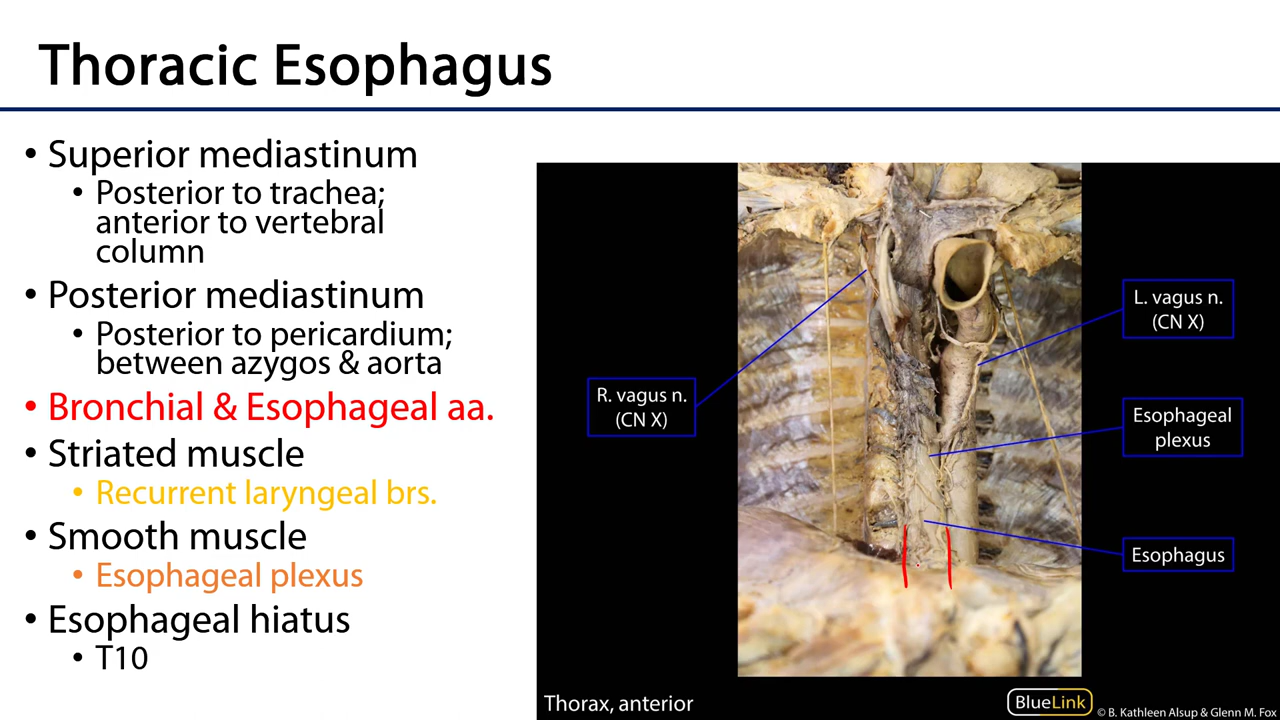 Thoracic Esophagus
• Superior mediastinum
• Posterior to trachea;
anterior to vertebral
column
• Posterior mediastinum
• Posterior to pericardium;
between azygos & aorta
• Bronchial & Esophageal aa.
• Striated muscle
• Recurrent laryngeal brs.
• Smooth muscle
• Esophageal plexus
• Esophageal hiatus
• T10
R. vagus n.
(CN X)
L. vagus n.
(CN X)
Esophageal
plexus
Esophagus
Thorax, anterior
BlueLink
© B. Kathleen Alsup & Glenn M. Fox